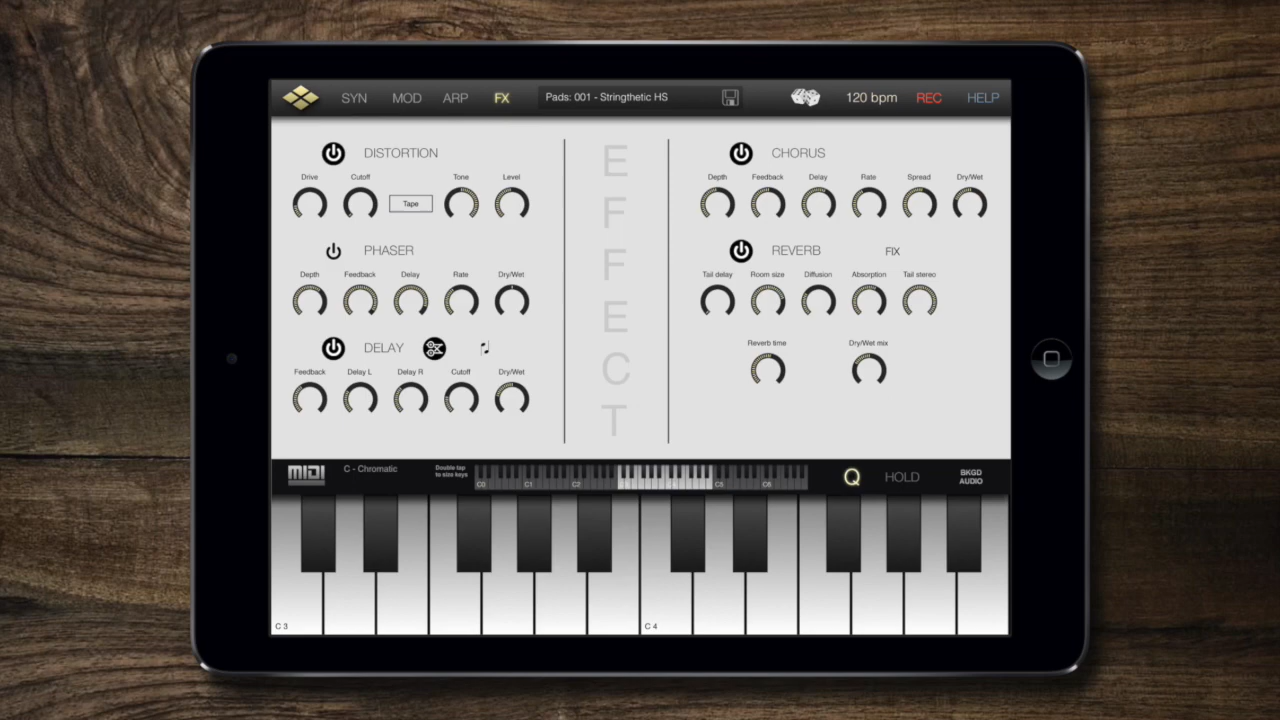 SYN MOD ARP FX Pads: 001 - Stringthetic HS 120 bpm REC HELP
DISTORTION
Drive Cutoff Tape Tone Level
PHASER
Depth Feedback Delay Rate Dry/Wet
DELAY
Feedback Delay L Delay R Cutoff Dry/Wet
E
F
F
E
C
T
CHORUS
Depth Feedback Delay Rate Spread Dry/Wet
REVERB FIX
Tail delay Room size Diffusion Absorption Tail stereo
Reverb time Dry/Wet mix
MIDI C - Chromatic
Double tap
to size keys
C0 C1 C2 C5 C6
Q HOLD
BKGD
AUDIO
C 3 C 4